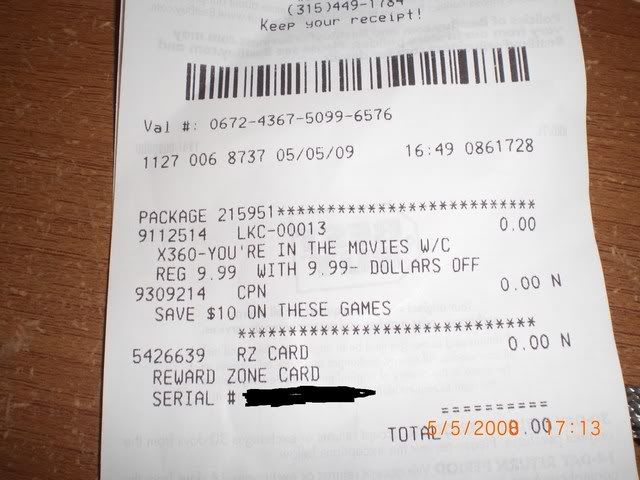 (315)449-1784
Keep your receipt!
Val #: 0672-4367-5099-6576
1127 006 8737 05/05/09 16:49 0861728
PACKAGE 215951**************************
9112514 LKC-00013 0.00
X360-YOU'RE IN THE MOVIES W/C
REG 9.99 WITH 9.99- DOLLARS OFF
9309214 CPN 0.00 N
SAVE $10 ON THESE GAMES
******************************
5426639 RZ CARD 0.00 N
REWARD ZONE CARD
SERIAL #
==========
TOTAL .00
5/5/2008 17:13